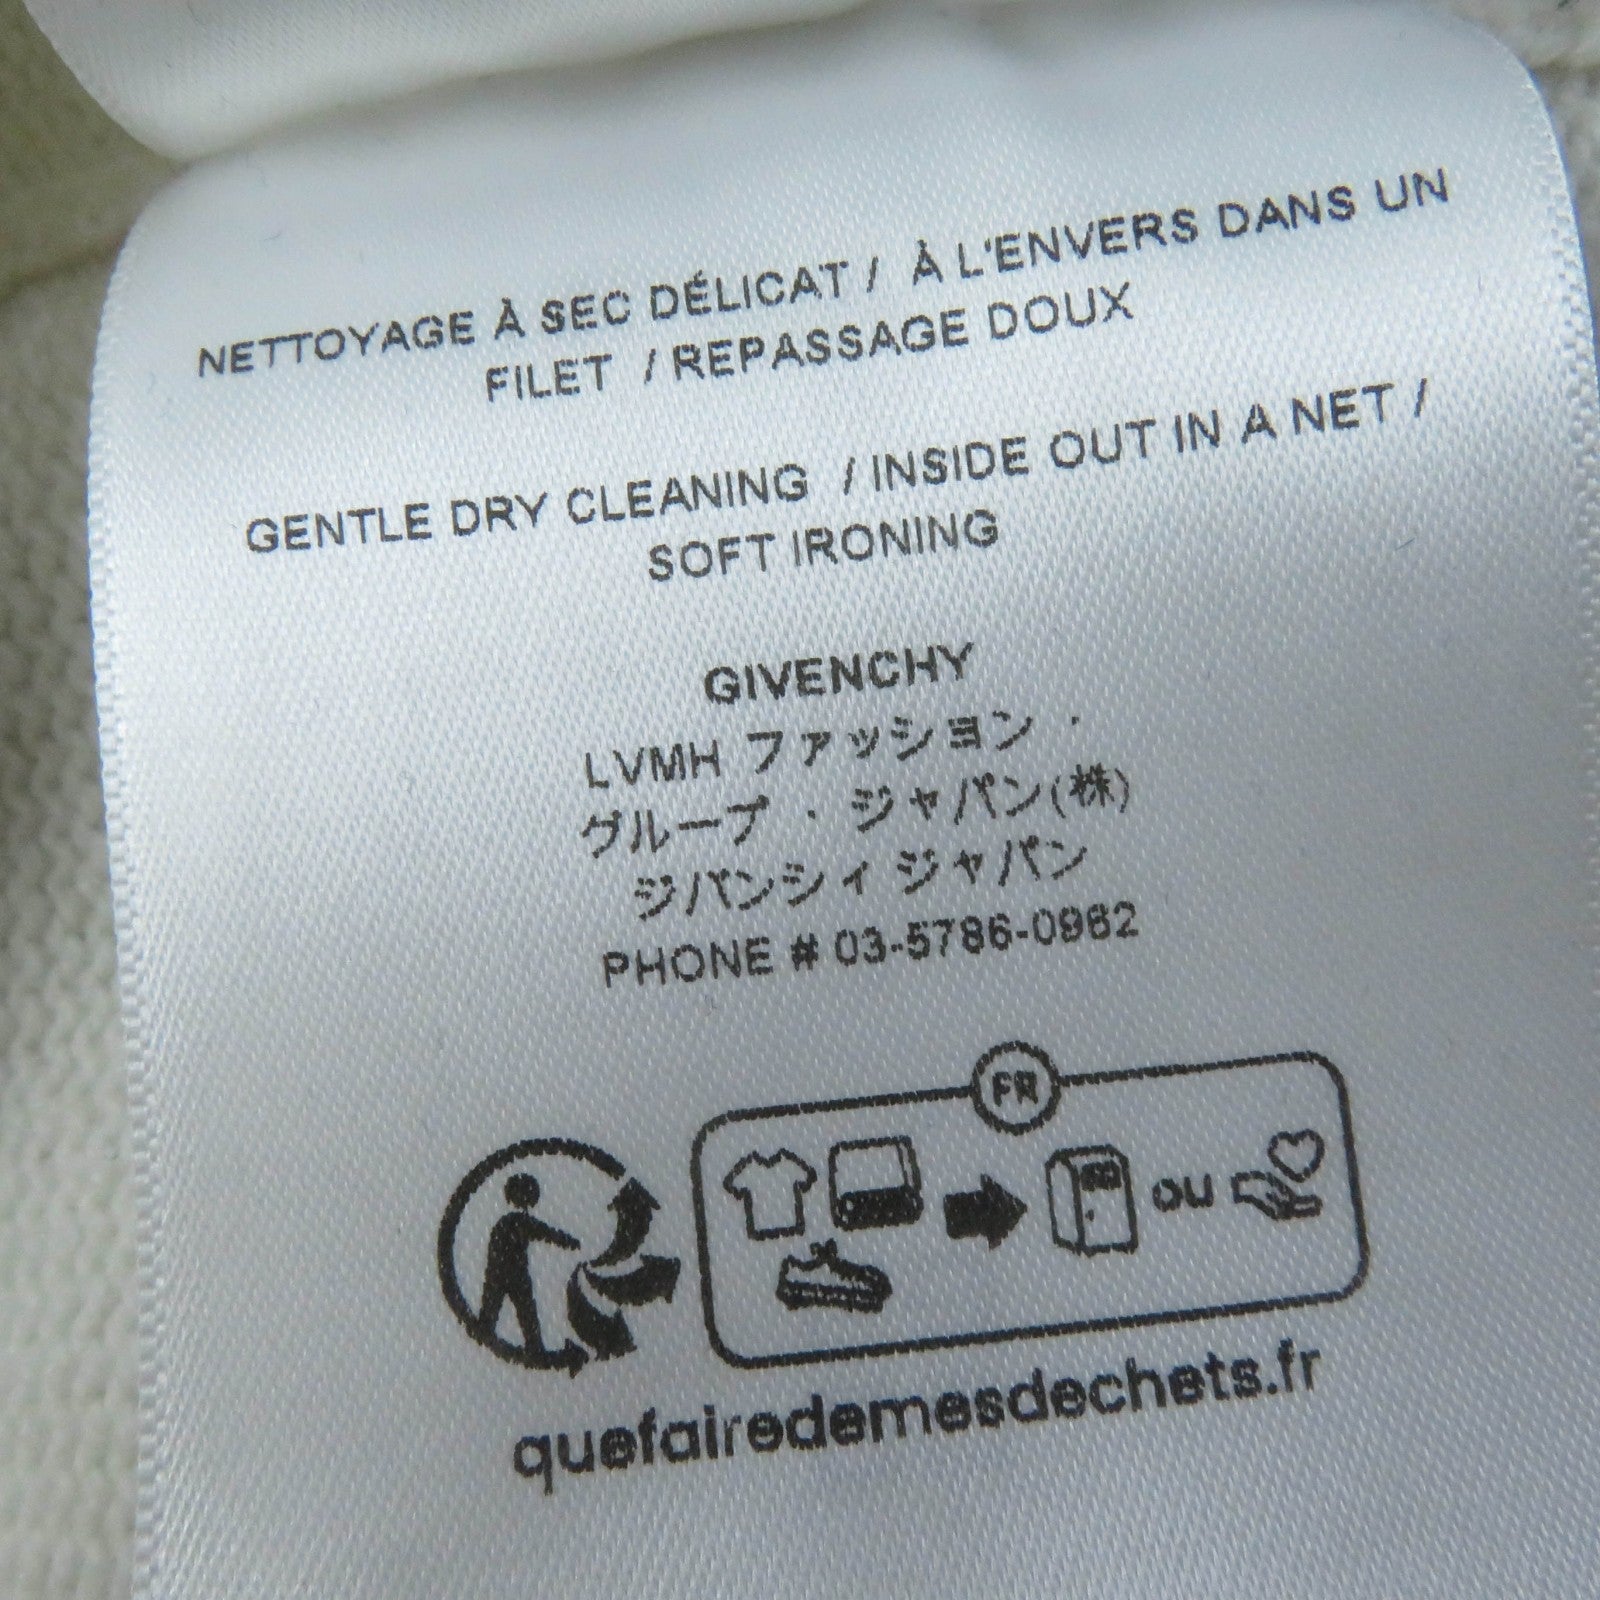 NETTOYAGE À SEC DÉLICAT / À L'ENVERS DANS UN
FILET / REPASSAGE DOUX
GENTLE DRY CLEANING / INSIDE OUT IN A NET /
SOFT IRONING
GIVENCHY
LVMH ファッション ・
グループ ・ ジャパン(株)
ジバンシィ ジャパン
PHONE # 03-5786-0962
FR
ou
quefairedemesdechets.fr